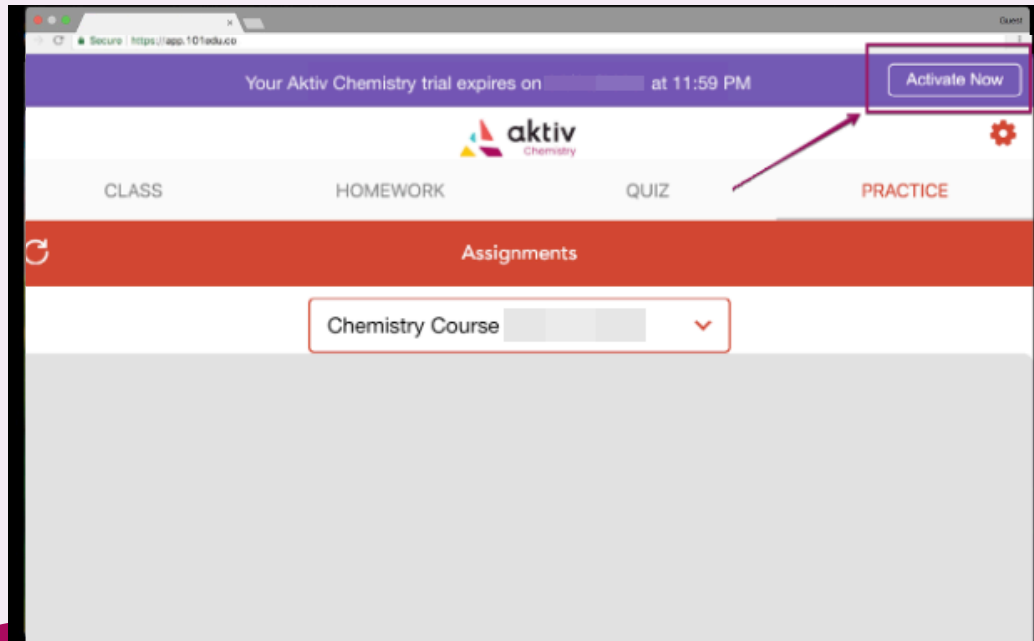 Guest
Secure https://app.101edu.co
Your Aktiv Chemistry trial expires on at 11:59 PM
Activate Now
aktiv
Chemistry
CLASS HOMEWORK QUIZ PRACTICE
Assignments
Chemistry Course